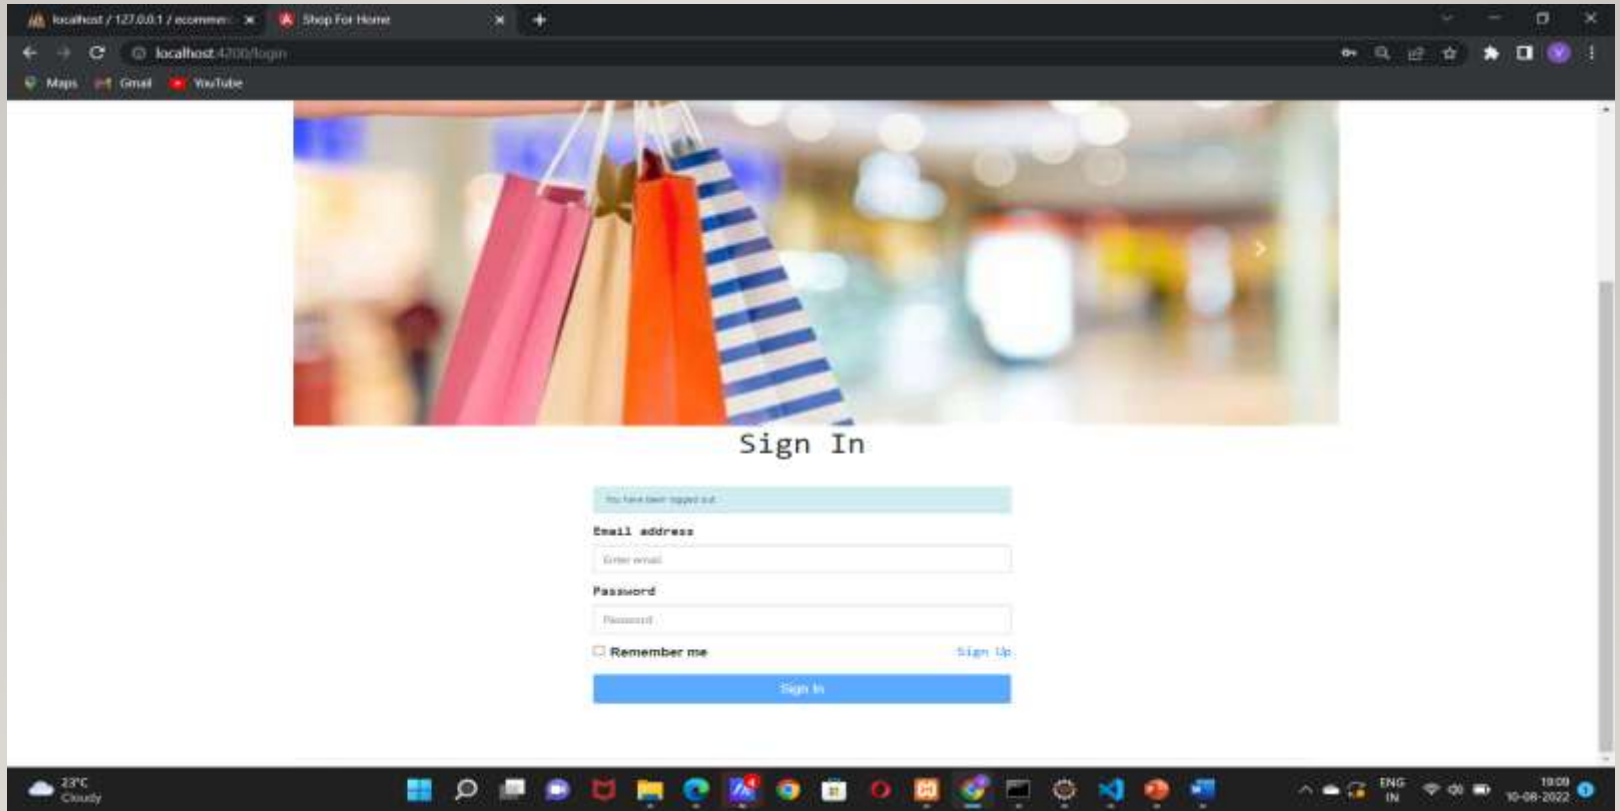 localhost / 127.0.0.1 / ecommerc
Shop For Home
localhost:4200/login
Maps
Gmail
YouTube
Sign In
You have been logged out
Email address
Enter email
Password
Password
Remember me
Sign Up
Sign In
23°C
Cloudy
ENG
IN
19:09
10-08-2022